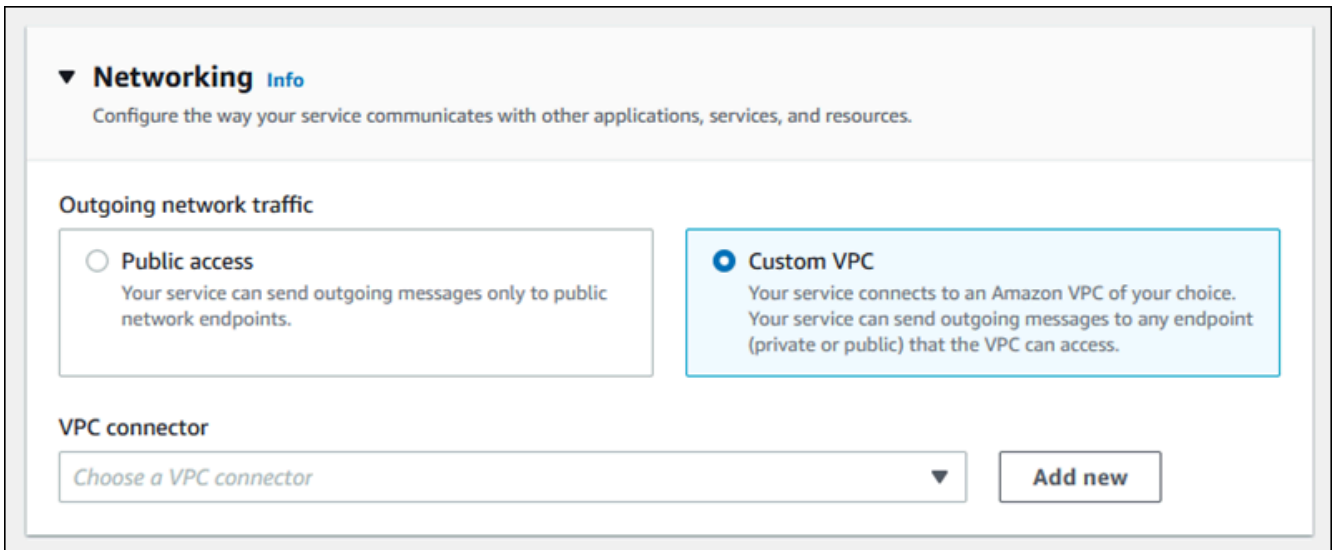 Networking Info
Configure the way your service communicates with other applications, services, and resources.
Outgoing network traffic
Public access
Your service can send outgoing messages only to public
network endpoints.
Custom VPC
Your service connects to an Amazon VPC of your choice.
Your service can send outgoing messages to any endpoint
(private or public) that the VPC can access.
VPC connector
Choose a VPC connector
Add new